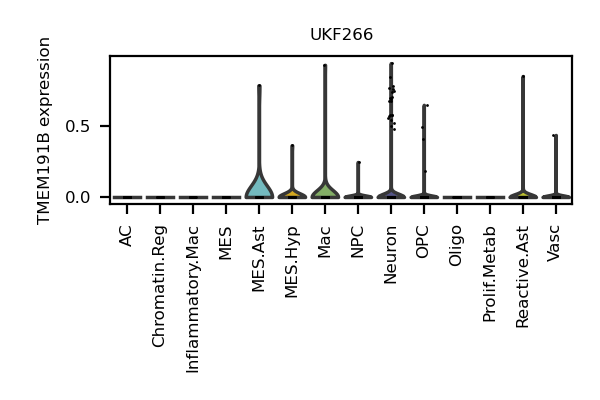 UKF266
TMEM191B expression
0.5
0.0
AC
Chromatin.Reg
Inflammatory.Mac
MES
MES.Ast
MES.Hyp
Mac
NPC
Neuron
OPC
Oligo
Prolif.Metab
Reactive.Ast
Vasc